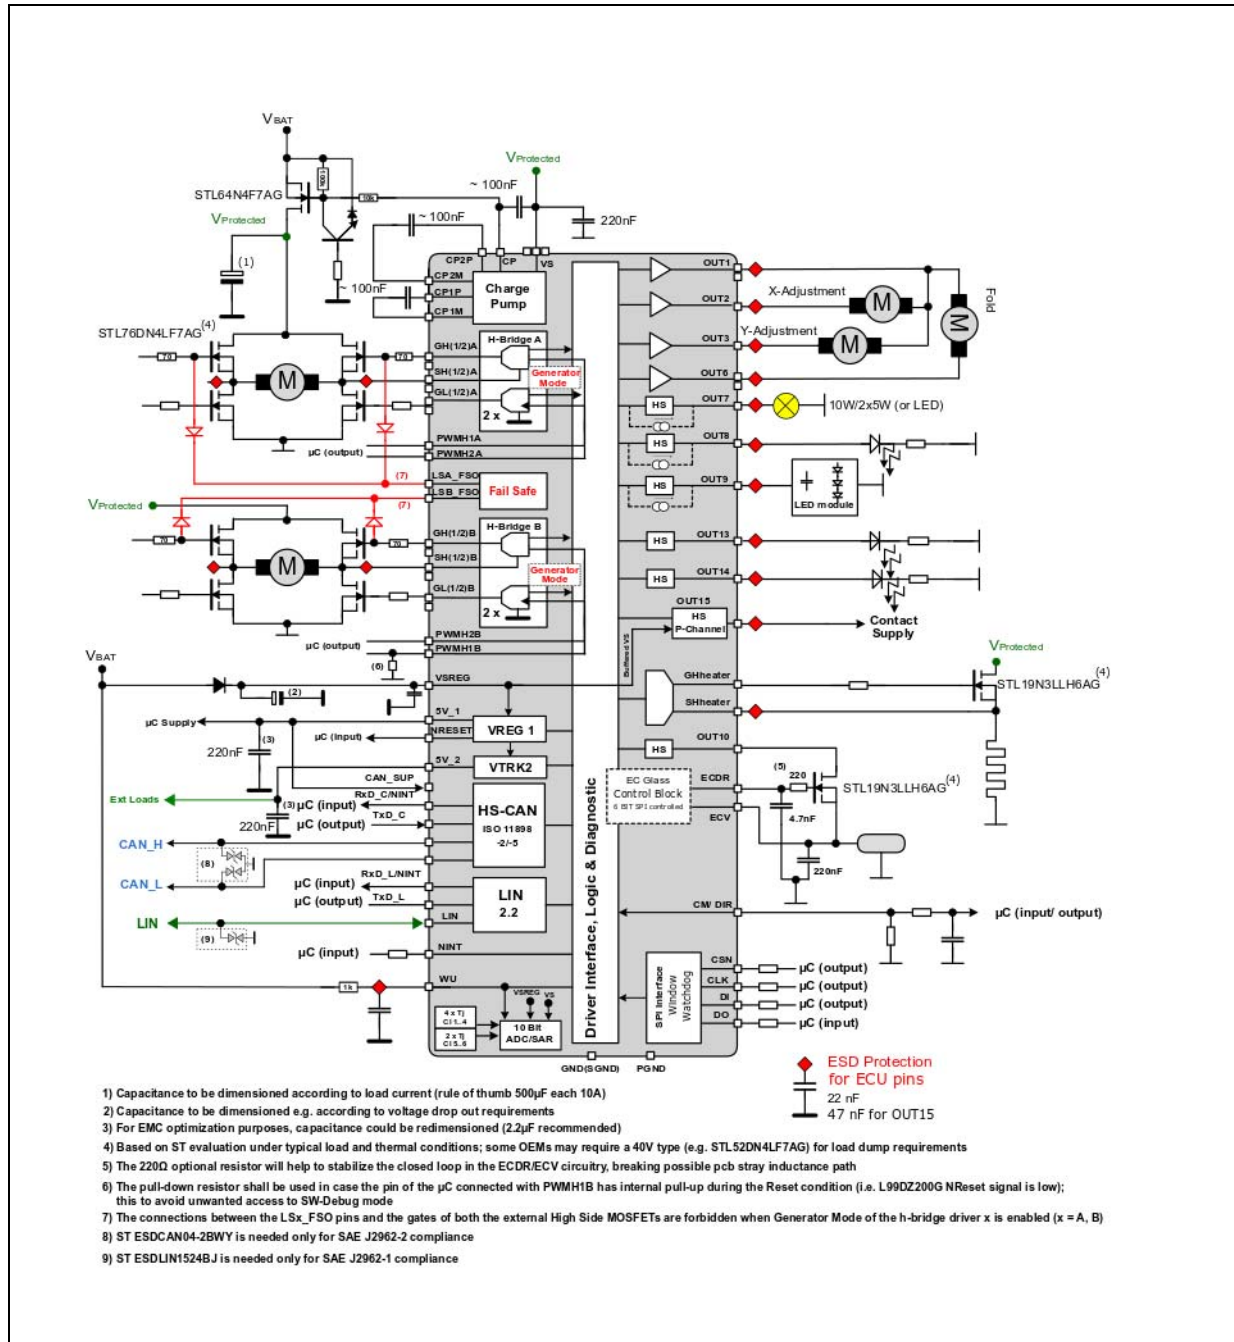 VBAT
STL64N4F7AG
100k
10k
VProtected
(1)
~ 100nF
~ 100nF
~ 100nF
VProtected
220nF
CP2P
CP
VS
CP2M
CP1P
CP1M
Charge
Pump
STL76DN4LF7AG(4)
70
M
70
GH(1/2)A
SH(1/2)A
GL(1/2)A
H-Bridge A
Generator
Mode
2 x
µC (output)
PWMH1A
PWMH2A
(7)
LSA_FSO
LSB_FSO
(7)
Fail Safe
VProtected
70
M
70
GH(1/2)B
SH(1/2)B
GL(1/2)B
H-Bridge B
Generator
Mode
2 x
µC (output)
PWMH2B
PWMH1B
(6)
VBAT
(2)
VSREG
Buffered VS
µC Supply
5V_1
NRESET
µC (input)
VREG 1
220nF
(3)
5V_2
VTRK2
CAN_SUP
Ext Loads
(3)
220nF
RxD_C/NINT
µC (input)
TxD_C
µC (output)
HS-CAN
ISO 11898
-2/-5
CAN_H
(8)
CAN_L
RxD_L/NINT
µC (input)
TxD_L
µC (output)
LIN
2.2
LIN
LIN
(9)
µC (input)
NINT
1k
WU
VSREG
VS
4 x Tj
Cl 1..4
2 x Tj
Cl 5..6
10 Bit
ADC/SAR
Driver Interface, Logic & Diagnostic
GND(SGND)
PGND
OUT1
OUT2
X-Adjustment
M
OUT3
Y-Adjustment
M
M
Fold
OUT6
HS
OUT7
10W/2x5W (or LED)
HS
OUT8
HS
OUT9
LED module
HS
OUT13
HS
OUT14
OUT15
HS
P-Channel
Contact
Supply
VProtected
GHheater
STL19N3LLH6AG(4)
SHheater
HS
OUT10
EC Glass
Control Block
6 BIT SPI controlled
ECDR
(5)
220
STL19N3LLH6AG(4)
ECV
4.7nF
220nF
CM/ DIR
µC (input/ output)
SPI Interface
Window
Watchdog
CSN
µC (output)
CLK
µC (output)
DI
µC (output)
DO
µC (input)
ESD Protection
for ECU pins
22 nF
47 nF for OUT15
1) Capacitance to be dimensioned according to load current (rule of thumb 500µF each 10A)
2) Capacitance to be dimensioned e.g. according to voltage drop out requirements
3) For EMC optimization purposes, capacitance could be redimensioned (2.2µF recommended)
4) Based on ST evaluation under typical load and thermal conditions; some OEMs may require a 40V type (e.g. STL52DN4LF7AG) for load dump requirements
5) The 220Ω optional resistor will help to stabilize the closed loop in the ECDR/ECV circuitry, breaking possible pcb stray inductance path
6) The pull-down resistor shall be used in case the pin of the µC connected with PWMH1B has internal pull-up during the Reset condition (i.e. L99DZ200G NReset signal is low);
this to avoid unwanted access to SW-Debug mode
7) The connections between the LSx_FSO pins and the gates of both the external High Side MOSFETs are forbidden when Generator Mode of the h-bridge driver x is enabled (x = A, B)
8) ST ESDCAN04-2BWY is needed only for SAE J2962-2 compliance
9) ST ESDLIN1524BJ is needed only for SAE J2962-1 compliance